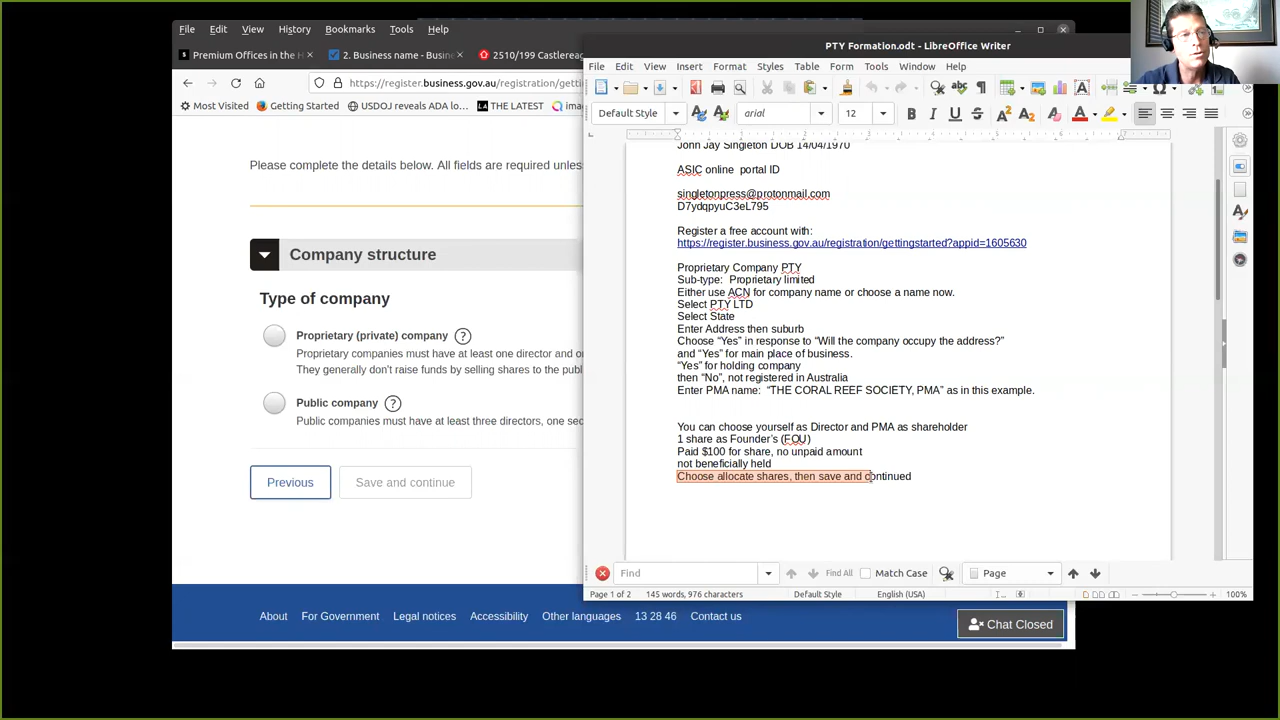 File Edit View History Bookmarks Tools Help
Premium Offices in the H
2. Business name - Busine
2510/199 Castlereag
https://register.business.gov.au/registration/getti
Most Visited
Getting Started
USDOJ reveals ADA lo...
THE LATEST
imag
Please complete the details below. All fields are required unles
Company structure
Type of company
Proprietary (private) company ?
Proprietary companies must have at least one director and o
They generally don't raise funds by selling shares to the publ
Public company ?
Public companies must have at least three directors, one sec
Previous
Save and continue
About For Government Legal notices Accessibility Other languages 13 28 46 Contact us
Chat Closed
PTY Formation.odt - LibreOffice Writer
File Edit View Insert Format Styles Table Form Tools Window Help
Default Style
arial
12
John Jay Singleton DOB 14/04/1970
ASIC online portal ID
singletonpress@protonmail.com
D7ydqpyuC3eL795
Register a free account with:
https://register.business.gov.au/registration/gettingstarted?appid=1605630
Proprietary Company PTY
Sub-type: Proprietary limited
Either use ACN for company name or choose a name now.
Select PTY LTD
Select State
Enter Address then suburb
Choose “Yes” in response to “Will the company occupy the address?”
and “Yes” for main place of business.
“Yes” for holding company
then “No”, not registered in Australia
Enter PMA name: “THE CORAL REEF SOCIETY, PMA” as in this example.
You can choose yourself as Director and PMA as shareholder
1 share as Founder’s (FOU)
Paid $100 for share, no unpaid amount
not beneficially held
Choose allocate shares, then save and continued
Find
Find All
Match Case
Page
Page 1 of 2
145 words, 976 characters
Default Style
English (USA)
100%